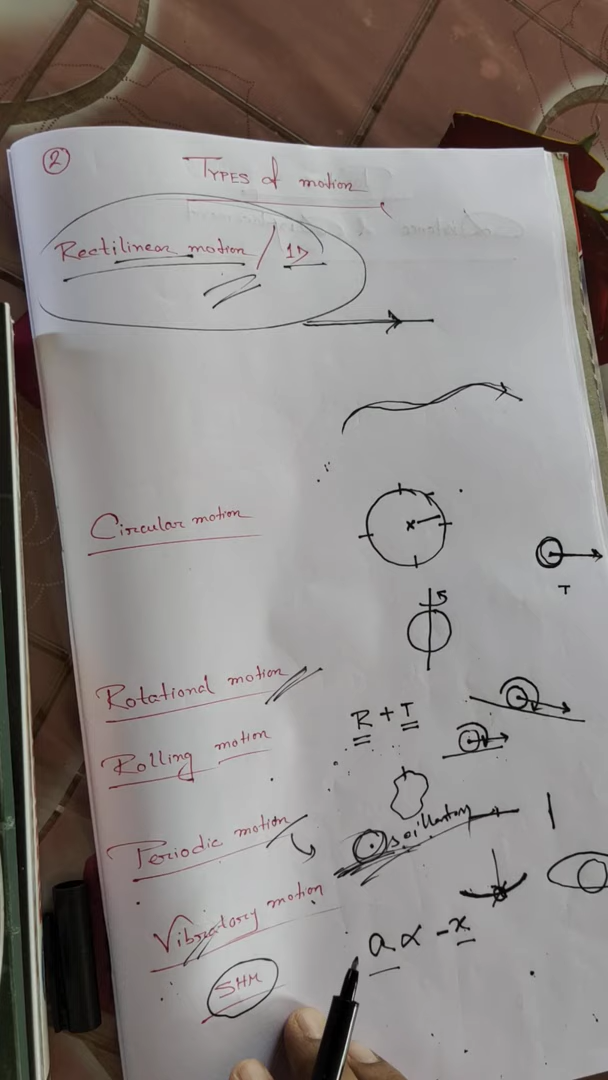 2
TYPES of motion
Rectilinear motion / 1D
Circular motion
T
Rotational motion
R + T
Rolling motion
Periodic motion
Oscillatory
Vibratory motion
a ∝ -x
SHM